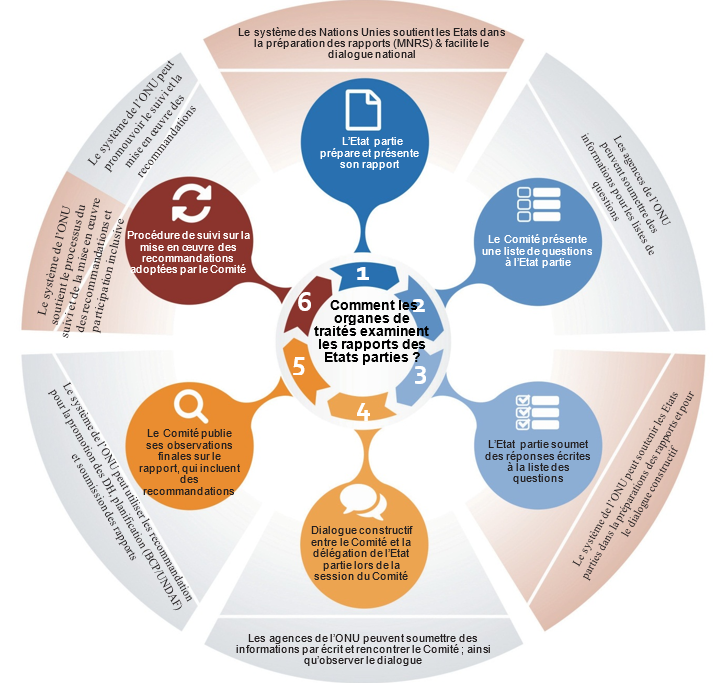 Le système des Nations Unies soutient les Etats dans
la préparation des rapports (MNRS) & facilite le
dialogue national
L'Etat partie
prépare et présente
son rapport
Les agences de l'ONU
peuvent soumettre des
informations pour les listes de
questions
Le Comité présente
une liste de questions
à l'Etat partie
Le système de l'ONU peut soutenir les Etats
parties dans la préparations des rapports et pour
le dialogue constructif
L'Etat partie soumet
des réponses écrites
à la liste des
questions
Dialogue constructif
entre le Comité et la
délégation de l'Etat
partie lors de la
session du Comité
Les agences de l'ONU peuvent soumettre des
informations par écrit et rencontrer le Comité ; ainsi
qu'observer le dialogue
Le Comité publie
ses observations
finales sur le
rapport, qui incluent
des
recommandations
Le système de l'ONU peut utiliser les recommandation
pour la promotion des DH, planification (BCP/UNDAF)
et soumission des rapports
Procédure de suivi sur la
mise en œuvre des
recommandations
adoptées par le Comité
Le système de l'ONU
soutient le processus du
suivi et de la mise en œuvre
des recommandations et
participation inclusive
Le système de l'ONU peut
promouvoir le suivi et la
mise en œuvre des
recommandations
Comment les
organes de
traités examinent
les rapports des
Etats parties ?
1
2
3
4
5
6